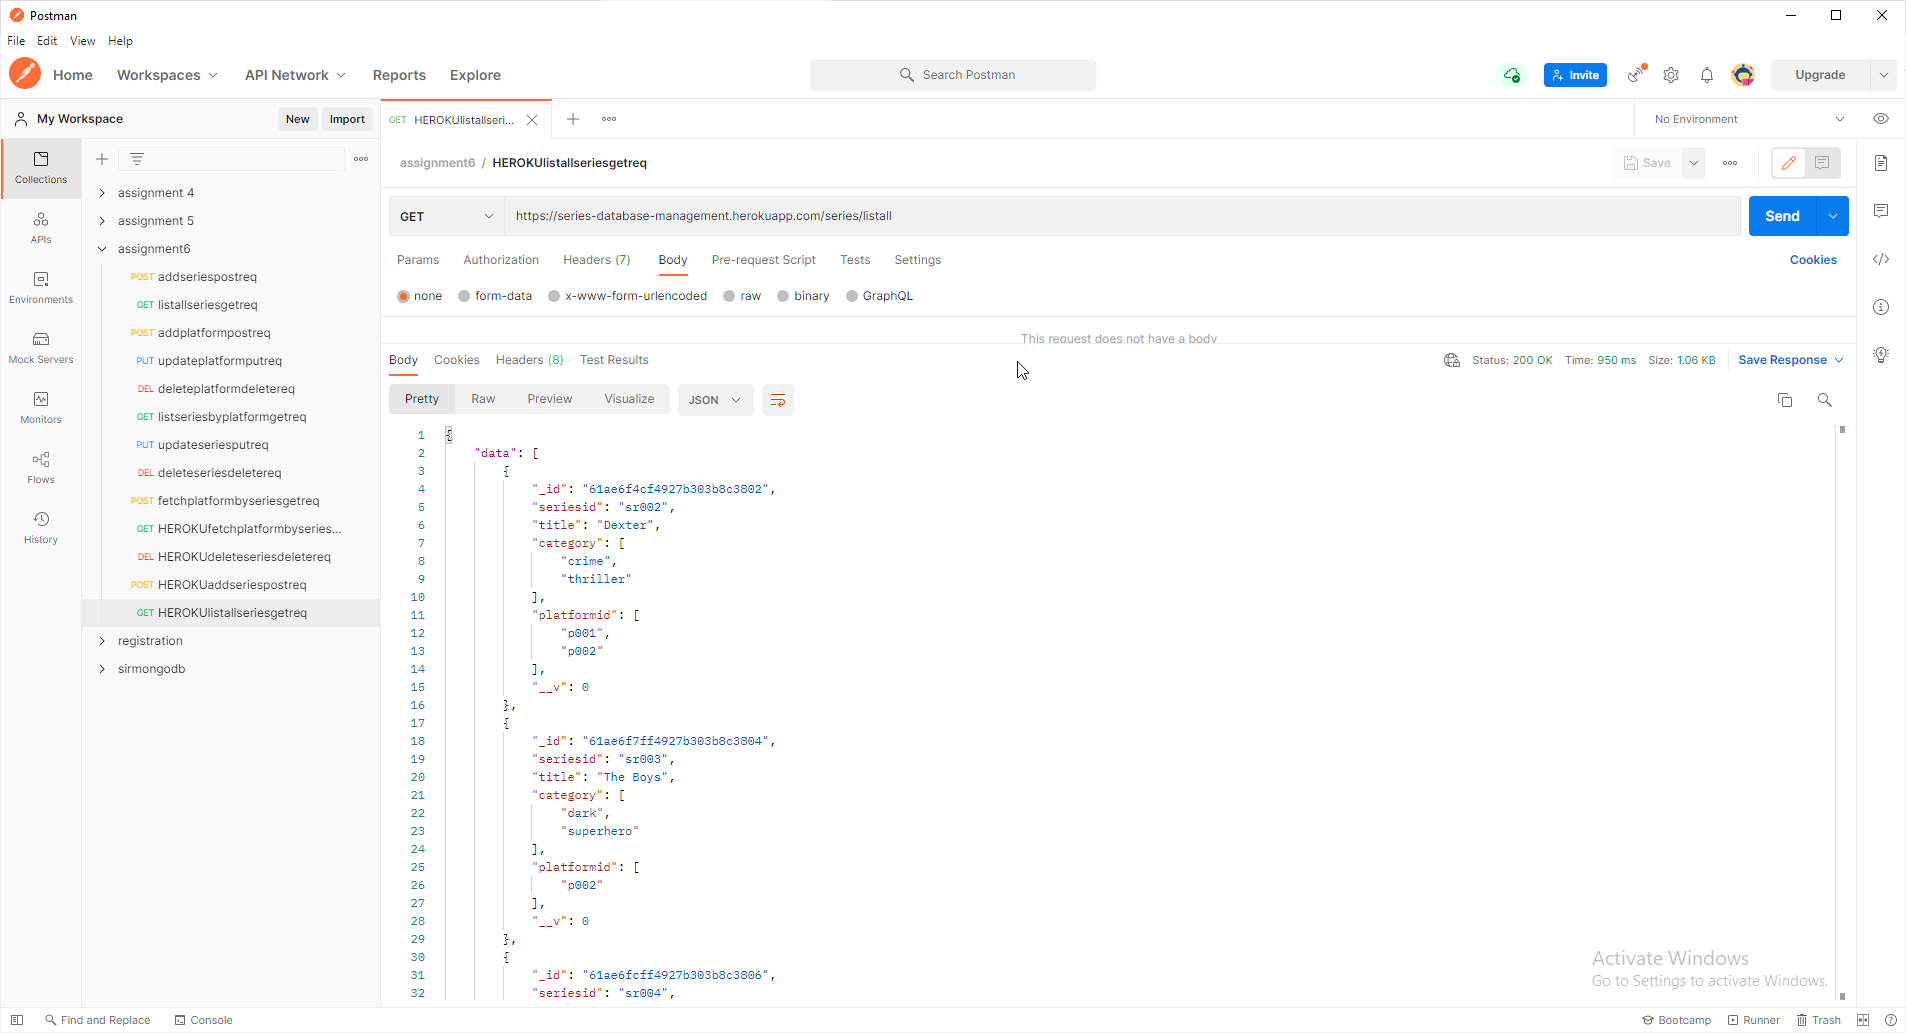 Postman
File Edit View Help
Home Workspaces API Network Reports Explore
Search Postman
Invite
Upgrade
My Workspace
New Import
GET HEROKUlistallseri...
No Environment
Collections
APIs
Environments
Mock Servers
Monitors
Flows
History
assignment 4
assignment 5
assignment6
POST addseriespostreq
GET listallseriesgetreq
POST addplatformpostreq
PUT updateplatformputreq
DEL deleteplatformdeletereq
GET listseriesbyplatformgetreq
PUT updateseriesputreq
DEL deleteseriesdeletereq
POST fetchplatformbyseriesgetreq
GET HEROKUfetchplatformbyseries...
DEL HEROKUdeleteseriesdeletereq
POST HEROKUaddseriespostreq
GET HEROKUlistallseriesgetreq
registration
sirmongodb
assignment6 / HEROKUlistallseriesgetreq
Save
GET https://series-database-management.herokuapp.com/series/listall
Send
Params Authorization Headers (7) Body Pre-request Script Tests Settings
Cookies
none form-data x-www-form-urlencoded raw binary GraphQL
This request does not have a body
Body Cookies Headers (8) Test Results
Status: 200 OK Time: 950 ms Size: 1.06 KB Save Response
Pretty Raw Preview Visualize JSON
1 {
2 "data": [
3 {
4 "_id": "61ae6f4cf4927b303b8c3802",
5 "seriesid": "sr002",
6 "title": "Dexter",
7 "category": [
8 "crime",
9 "thriller"
10 ],
11 "platformid": [
12 "p001",
13 "p002"
14 ],
15 "__v": 0
16 },
17 {
18 "_id": "61ae6f7ff4927b303b8c3804",
19 "seriesid": "sr003",
20 "title": "The Boys",
21 "category": [
22 "dark",
23 "superhero"
24 ],
25 "platformid": [
26 "p002"
27 ],
28 "__v": 0
29 },
30 {
31 "_id": "61ae6fcff4927b303b8c3806",
32 "seriesid": "sr004",
Activate Windows
Go to Settings to activate Windows.
Find and Replace Console
Bootcamp Runner Trash